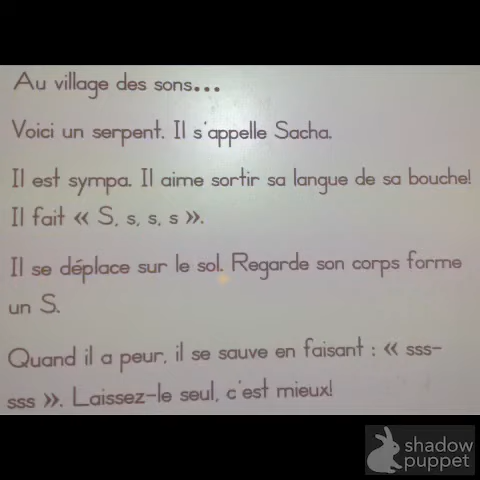 Au village des sons...
Voici un serpent. Il s'appelle Sacha.
Il est sympa. Il aime sortir sa langue de sa bouche!
Il fait « S, s, s, s ».
Il se déplace sur le sol. Regarde son corps forme
un S.
Quand il a peur, il se sauve en faisant : « sss-
sss ». Laissez-le seul, c'est mieux!
shadow
puppet